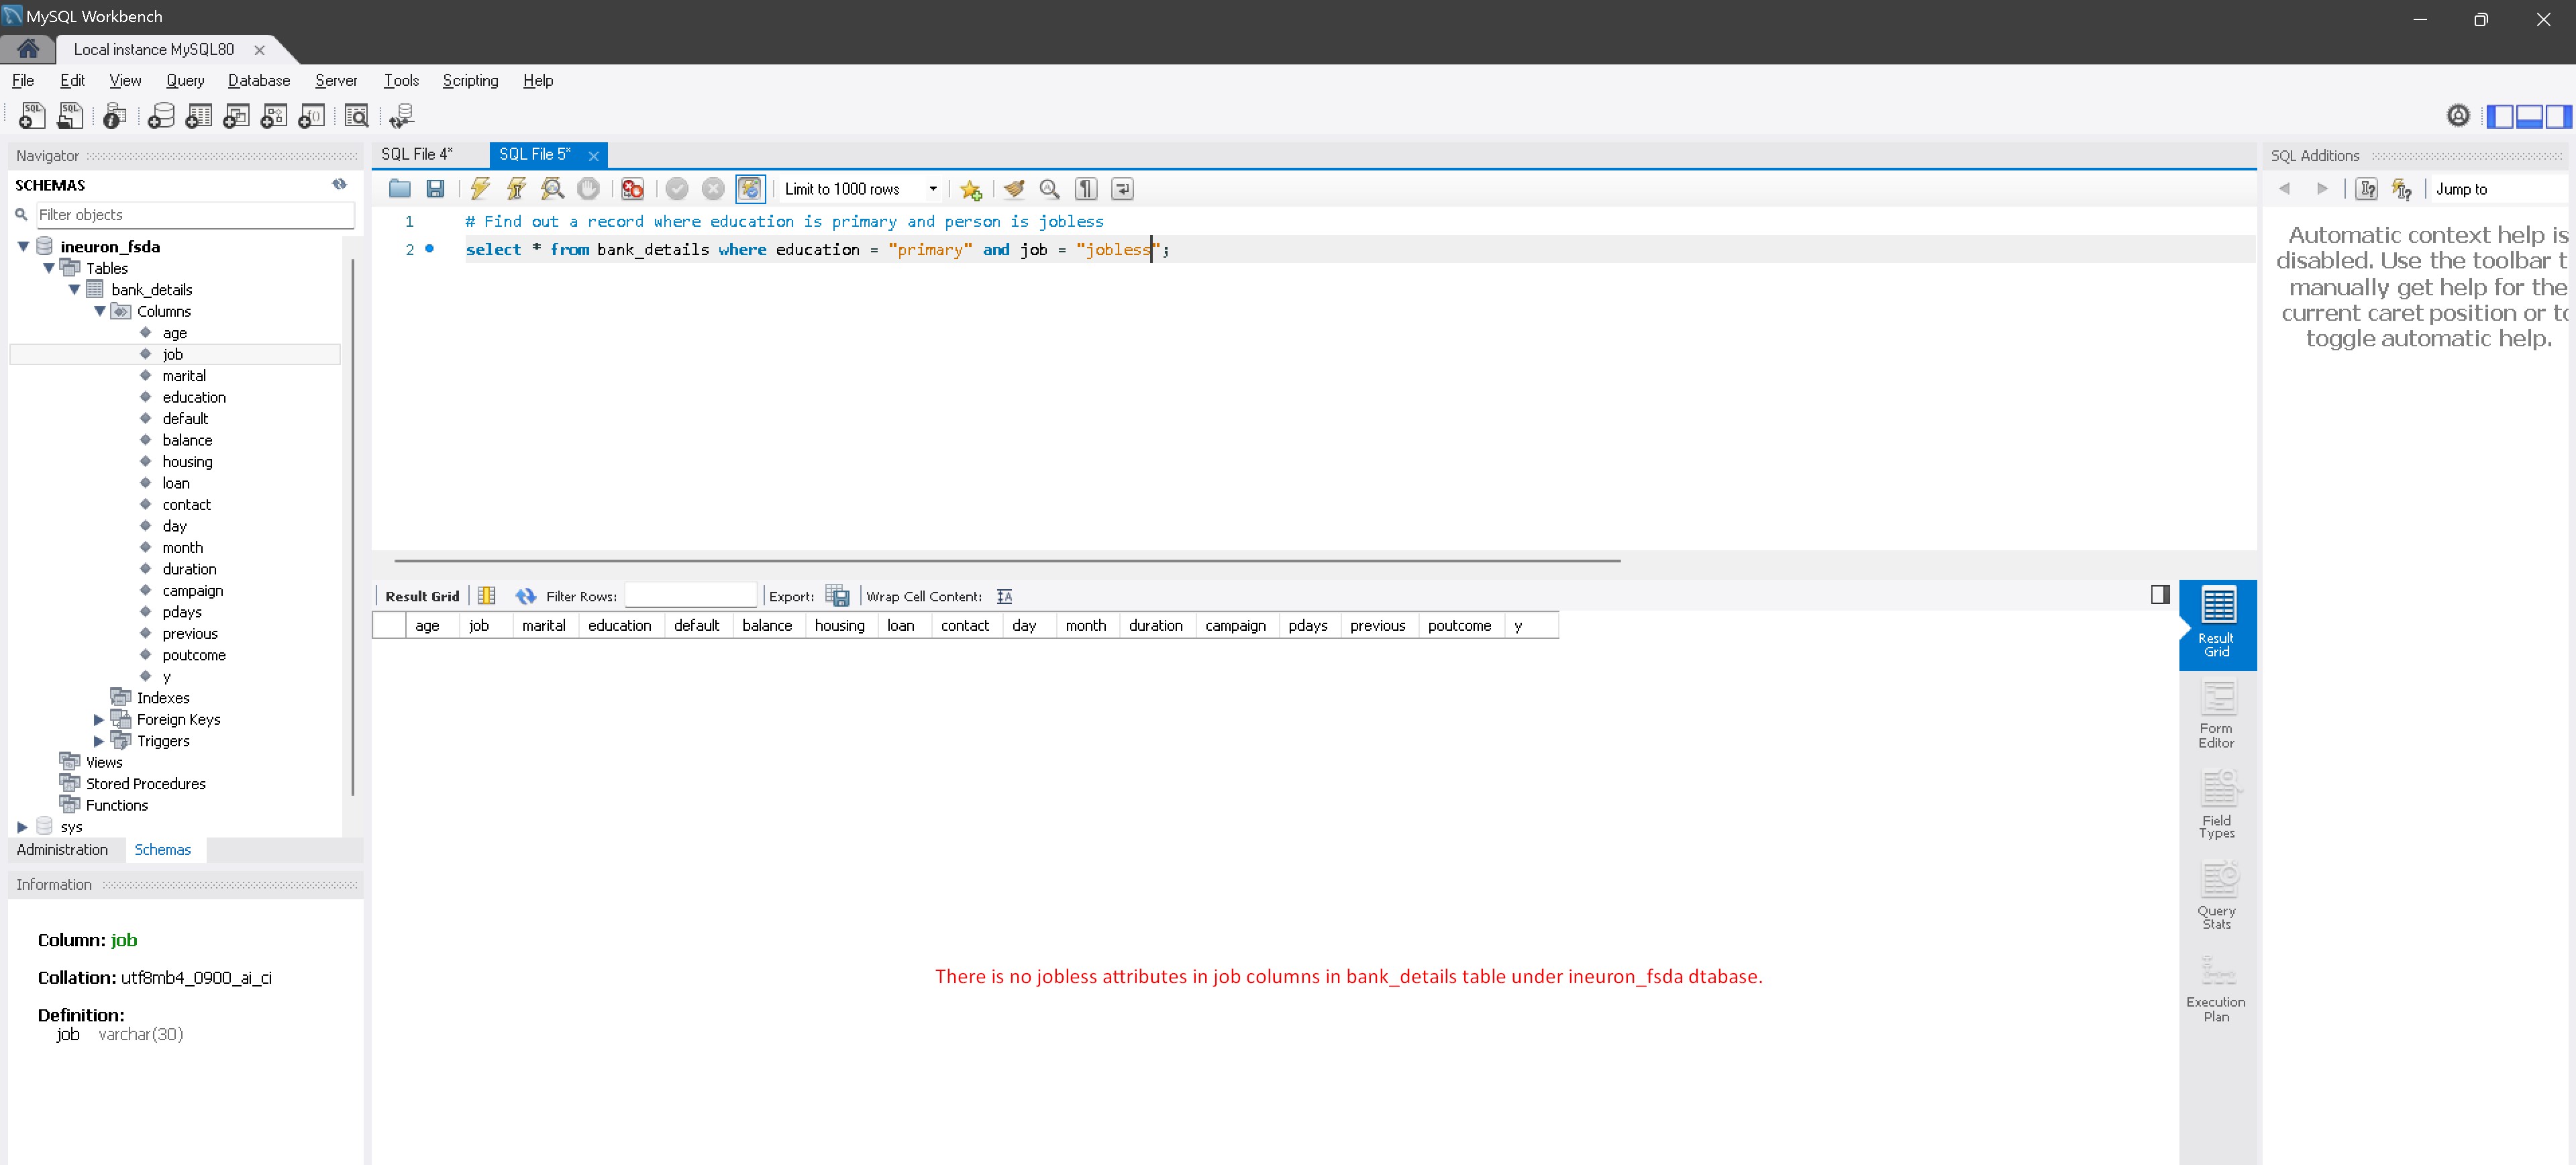 MySQL Workbench
Local instance MySQL80
File Edit View Query Database Server Tools Scripting Help
Navigator
SCHEMAS
Filter objects
ineuron_fsda
Tables
bank_details
Columns
age
job
marital
education
default
balance
housing
loan
contact
day
month
duration
campaign
pdays
previous
poutcome
y
Indexes
Foreign Keys
Triggers
Views
Stored Procedures
Functions
sys
Administration Schemas
Information
Column: job
Collation: utf8mb4_0900_ai_ci
Definition:
job varchar(30)
SQL File 4* SQL File 5*
Limit to 1000 rows
1 # Find out a record where education is primary and person is jobless
2 select * from bank_details where education = "primary" and job = "jobless";
Result Grid Filter Rows: Export: Wrap Cell Content:
age job marital education default balance housing loan contact day month duration campaign pdays previous poutcome y
There is no jobless attributes in job columns in bank_details table under ineuron_fsda dtabase.
Result
Grid
Form
Editor
Field
Types
Query
Stats
Execution
Plan
SQL Additions
Jump to
Automatic context help is
disabled. Use the toolbar t
manually get help for the
current caret position or to
toggle automatic help.